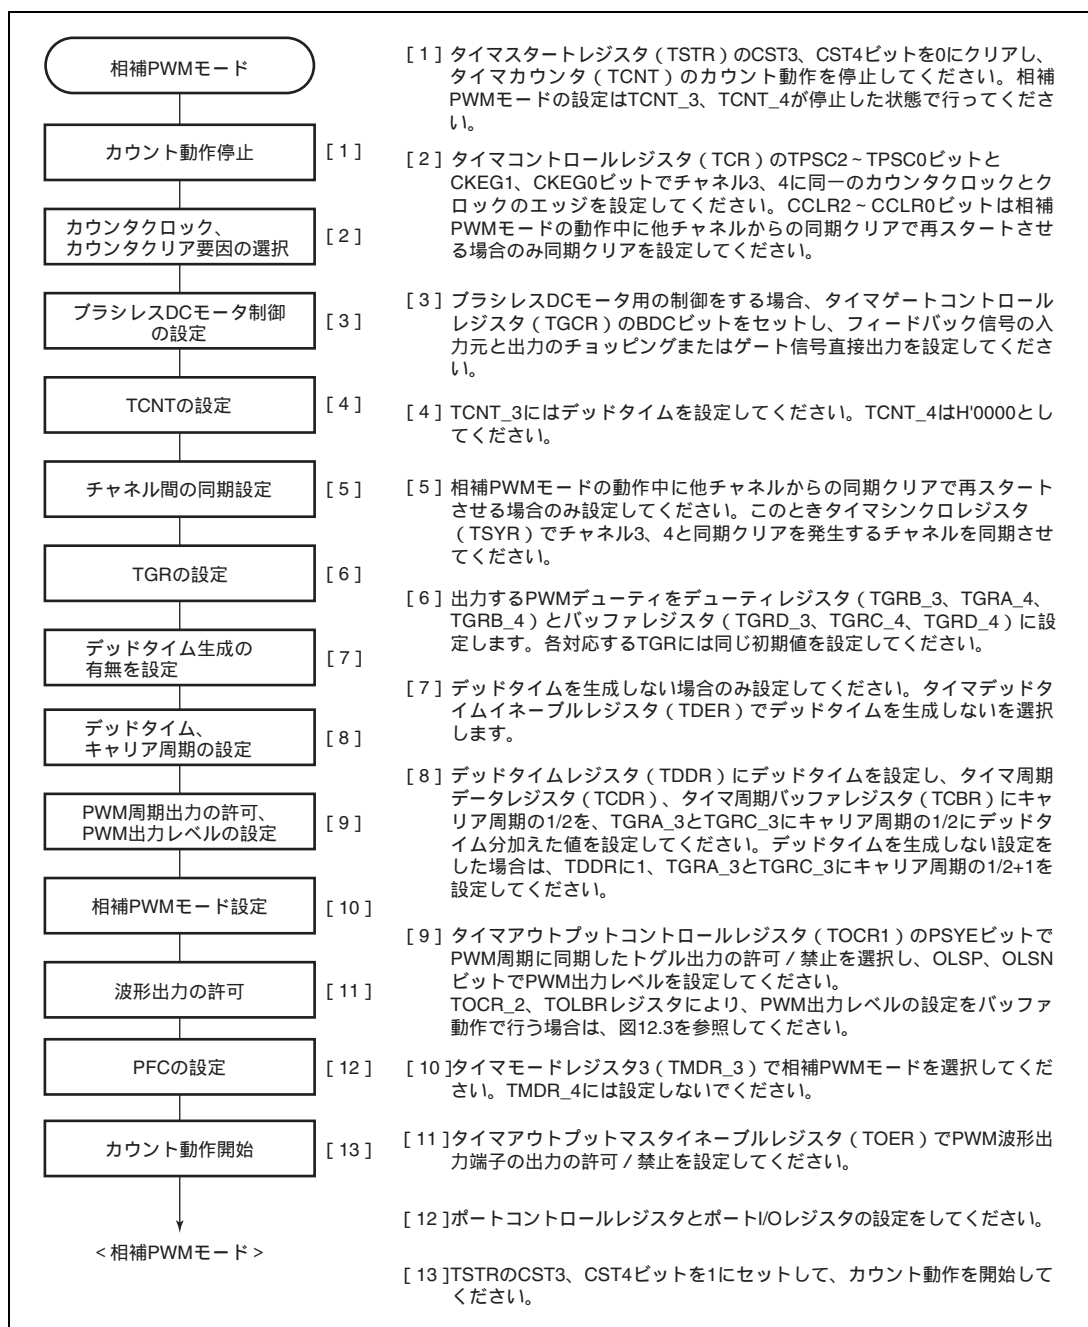 相補PWMモード
カウント動作停止
[ 1 ]
カウンタクロック、
カウンタクリア要因の選択
[ 2 ]
ブラシレスDCモータ制御
の設定
[ 3 ]
TCNTの設定
[ 4 ]
チャネル間の同期設定
[ 5 ]
TGRの設定
[ 6 ]
デッドタイム生成の
有無を設定
[ 7 ]
デッドタイム、
キャリア周期の設定
[ 8 ]
PWM周期出力の許可、
PWM出力レベルの設定
[ 9 ]
相補PWMモード設定
[ 10 ]
波形出力の許可
[ 11 ]
PFCの設定
[ 12 ]
カウント動作開始
[ 13 ]
<相補PWMモード>
[ 1 ] タイマスタートレジスタ(TSTR)のCST3、CST4ビットを0にクリアし、
タイマカウンタ(TCNT)のカウント動作を停止してください。相補
PWMモードの設定はTCNT_3、TCNT_4が停止した状態で行ってくださ
い。
[ 2 ] タイマコントロールレジスタ(TCR)のTPSC2~TPSC0ビットと
CKEG1、CKEG0ビットでチャネル3、4に同一のカウンタクロックとク
ロックのエッジを設定してください。CCLR2~CCLR0ビットは相補
PWMモードの動作中に他チャネルからの同期クリアで再スタートさせ
る場合のみ同期クリアを設定してください。
[ 3 ] ブラシレスDCモータ用の制御をする場合、タイマゲートコントロール
レジスタ(TGCR)のBDCビットをセットし、フィードバック信号の入
力元と出力のチョッピングまたはゲート信号直接出力を設定してくださ
い。
[ 4 ] TCNT_3にはデッドタイムを設定してください。TCNT_4はH'0000とし
てください。
[ 5 ] 相補PWMモードの動作中に他チャネルからの同期クリアで再スタート
させる場合のみ設定してください。このときタイマシンクロレジスタ
(TSYR)でチャネル3、4と同期クリアを発生するチャネルを同期させ
てください。
[ 6 ] 出力するPWMデューティをデューティレジスタ(TGRB_3、TGRA_4、
TGRB_4)とバッファレジスタ(TGRD_3、TGRC_4、TGRD_4)に設
定します。各対応するTGRには同じ初期値を設定してください。
[ 7 ] デッドタイムを生成しない場合のみ設定してください。タイマデッドタ
イムイネーブルレジスタ(TDER)でデッドタイムを生成しないを選択
します。
[ 8 ] デッドタイムレジスタ(TDDR)にデッドタイムを設定し、タイマ周期
データレジスタ(TCDR)、タイマ周期バッファレジスタ(TCBR)にキャ
リア周期の1/2を、TGRA_3とTGRC_3にキャリア周期の1/2にデッドタ
イム分加えた値を設定してください。デッドタイムを生成しない設定を
した場合は、TDDRに1、TGRA_3とTGRC_3にキャリア周期の1/2+1を
設定してください。
[ 9 ] タイマアウトプットコントロールレジスタ(TOCR1)のPSYEビットで
PWM周期に同期したトグル出力の許可/禁止を選択し、OLSP、OLSN
ビットでPWM出力レベルを設定してください。
TOCR_2、TOLBRレジスタにより、PWM出力レベルの設定をバッファ
動作で行う場合は、図12.3を参照してください。
[ 10 ]タイマモードレジスタ3(TMDR_3)で相補PWMモードを選択してくだ
さい。TMDR_4には設定しないでください。
[ 11 ]タイマアウトプットマスタイネーブルレジスタ(TOER)でPWM波形出
力端子の出力の許可/禁止を設定してください。
[ 12 ]ポートコントロールレジスタとポートI/Oレジスタの設定をしてください。
[ 13 ]TSTRのCST3、CST4ビットを1にセットして、カウント動作を開始して
ください。